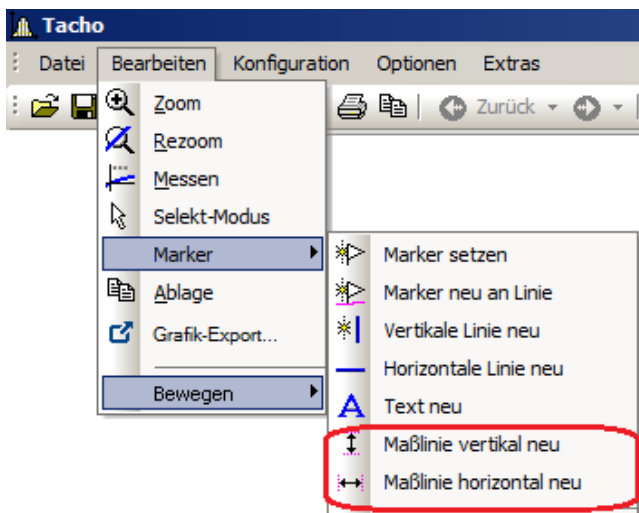 Tacho
Datei Bearbeiten Konfiguration Optionen Extras
Zurück
Zoom
Rezoom
Messen
Selekt-Modus
Marker
Ablage
Grafik-Export...
Bewegen
Marker setzen
Marker neu an Linie
Vertikale Linie neu
Horizontale Linie neu
Text neu
Maßlinie vertikal neu
Maßlinie horizontal neu